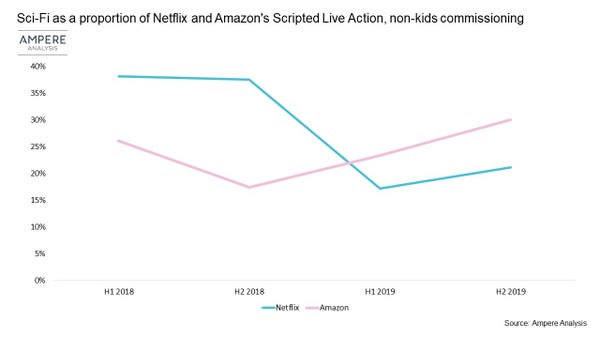 Sci-Fi as a proportion of Netflix and Amazon's Scripted Live Action, non-kids commissioning
AMPERE
ANALYSIS
40%
35%
30%
25%
20%
15%
10%
5%
0%
H1 2018 H2 2018 H1 2019 H2 2019
Netflix Amazon
Source: Ampere Analysis